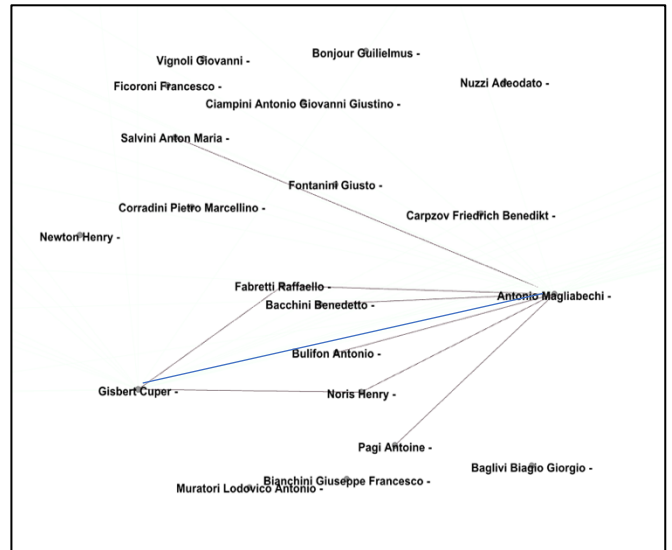 Bonjour Guilielmus -
Vignoli Giovanni -
Nuzzi Adeodato -
Ficoroni Francesco -
Ciampini Antonio Giovanni Giustino -
Salvini Anton Maria -
Fontanini Giusto -
Corradini Pietro Marcellino -
Carpzov Friedrich Benedikt -
Newton Henry -
Fabretti Raffaello -
Antonio Magliabechi -
Bacchini Benedetto -
Bulifon Antonio -
Gisbert Cuper -
Noris Henry -
Pagi Antoine -
Baglivi Biagio Giorgio -
Bianchini Giuseppe Francesco -
Muratori Lodovico Antonio -